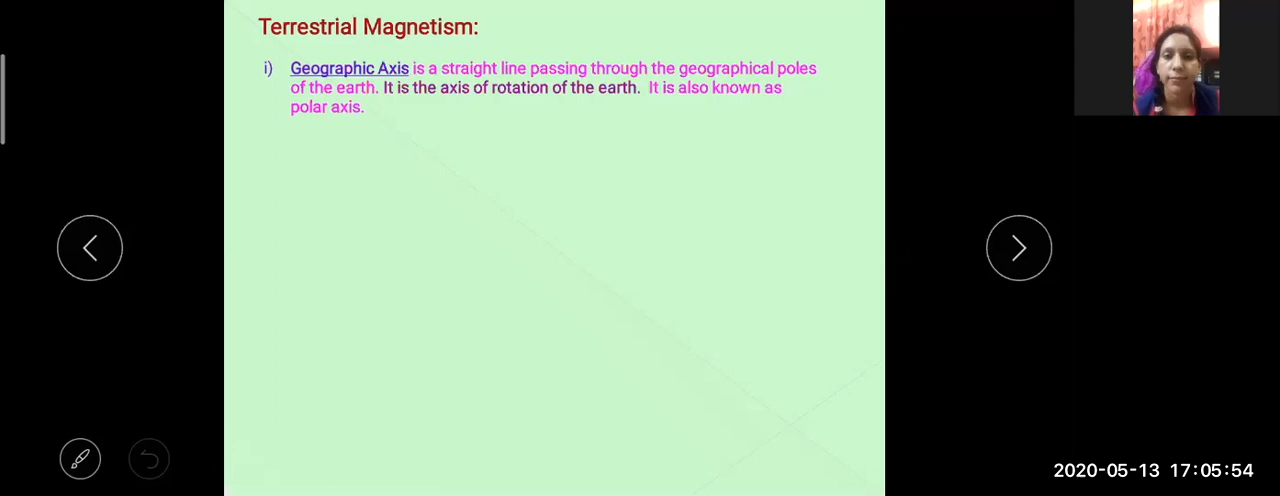 Terrestrial Magnetism:
i) Geographic Axis is a straight line passing through the geographical poles
of the earth. It is the axis of rotation of the earth. It is also known as
polar axis.
2020-05-13 17:05:54